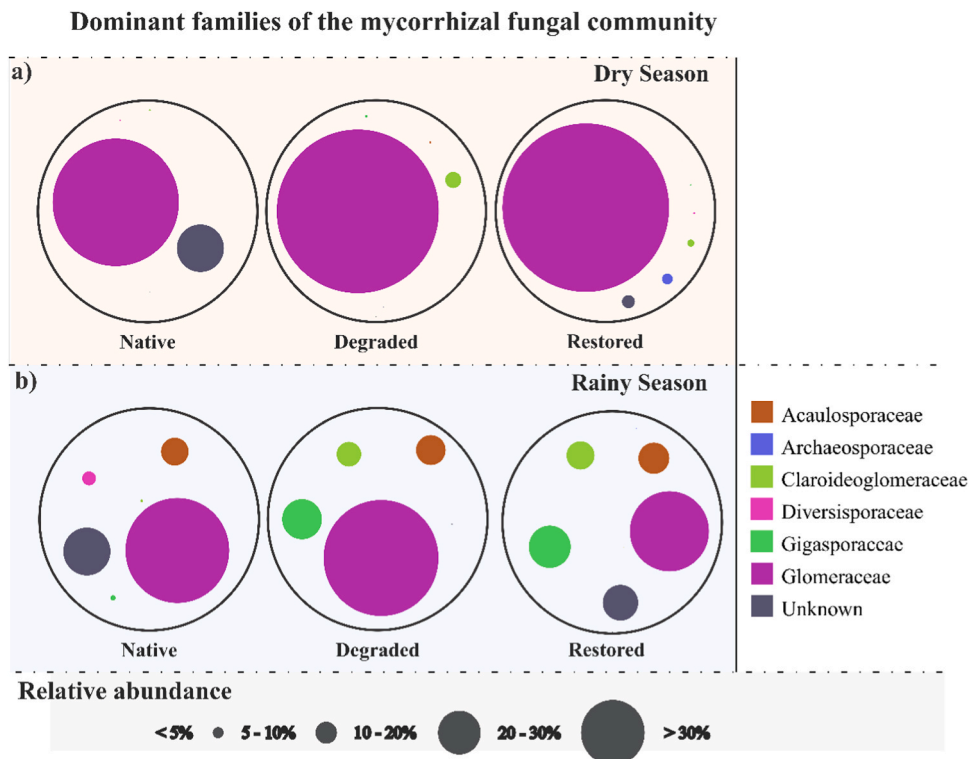 Dominant families of the mycorrhizal fungal community
a)
Dry Season
Native
Degraded
Restored
b)
Rainy Season
Acaulosporaceae
Archaeosporaceae
Claroideoglomeraceae
Diversisporaceae
Gigasporaceae
Glomeraceae
Unknown
Native
Degraded
Restored
Relative abundance
<5% 5-10% 10-20% 20-30% >30%